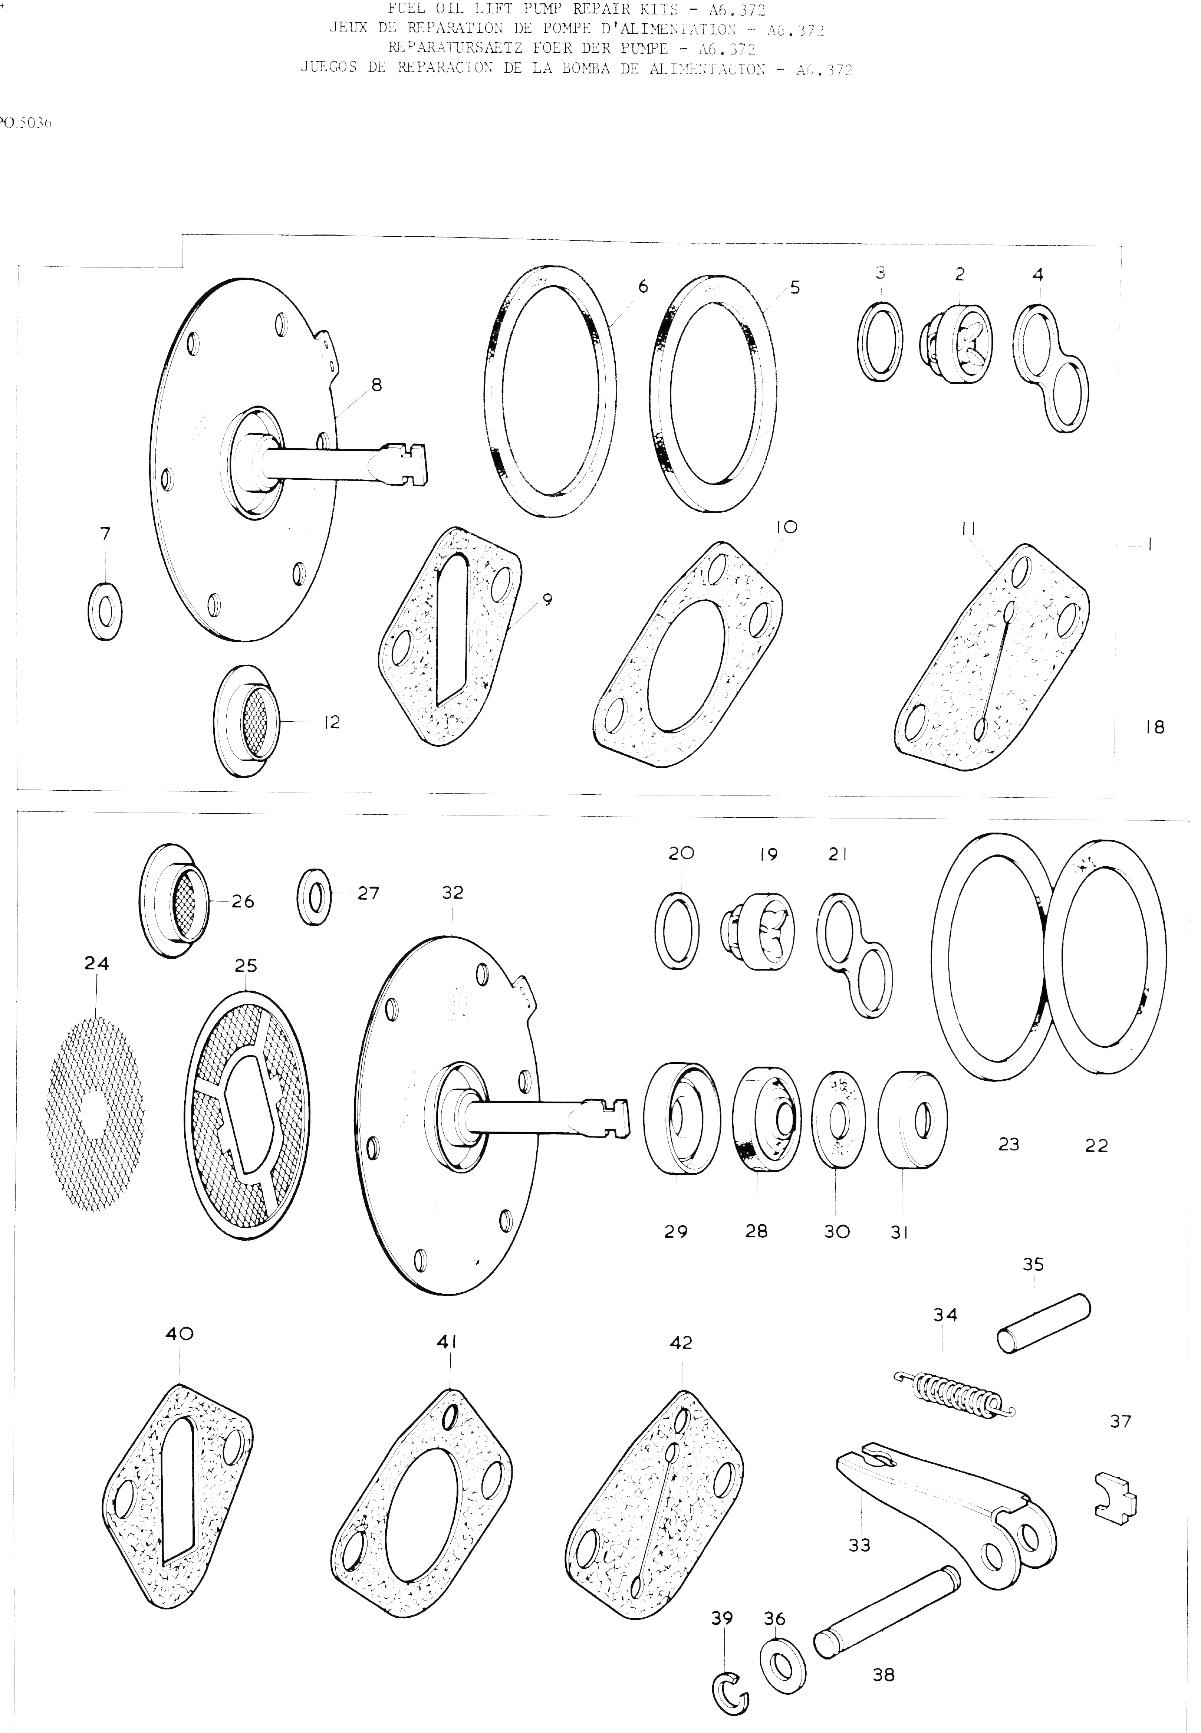 FUEL OIL LIFT PUMP REPAIR KITS - A6.372
JEUX DE REPARATION DE POMPE D'ALIMENTATION - A6.372
REPARATURSAETZ FOER DER PUMPE - A6.372
JUEGOS DE REPARACION DE LA BOMBA DE ALIMENTACION - A6.372
PO.5036
3 2 4
6 5
8
7
10 11
1
9
12
18
20 19 21
26 27 32
24 25
23 22
29 28 30 31
35
34
40 41 42
37
33
39 36
38